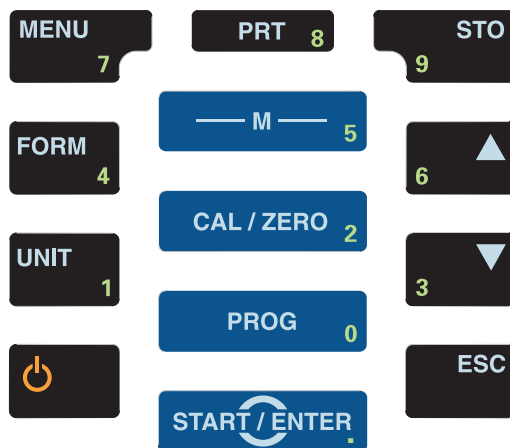 MENU
7
PRT 8
STO
9
M
5
FORM
4
6
CAL / ZERO 2
UNIT
1
3
PROG 0
ESC
START / ENTER .